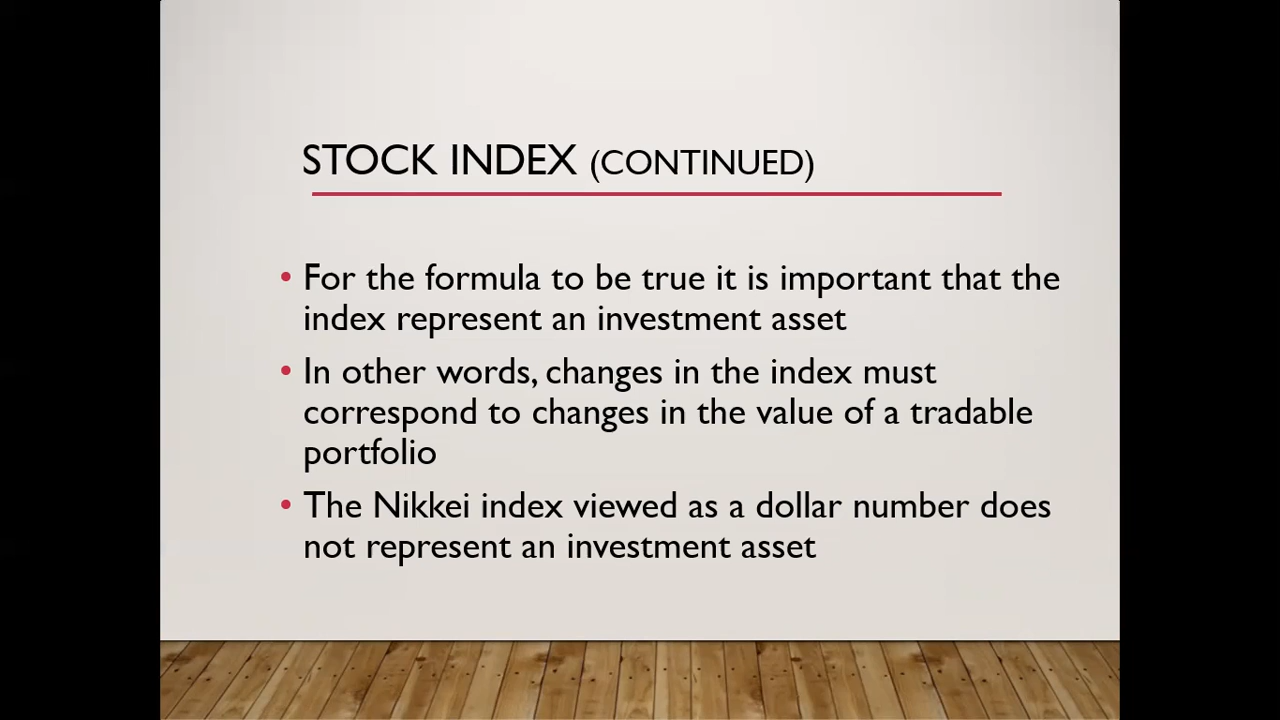 STOCK INDEX (CONTINUED)
• For the formula to be true it is important that the
index represent an investment asset
• In other words, changes in the index must
correspond to changes in the value of a tradable
portfolio
• The Nikkei index viewed as a dollar number does
not represent an investment asset